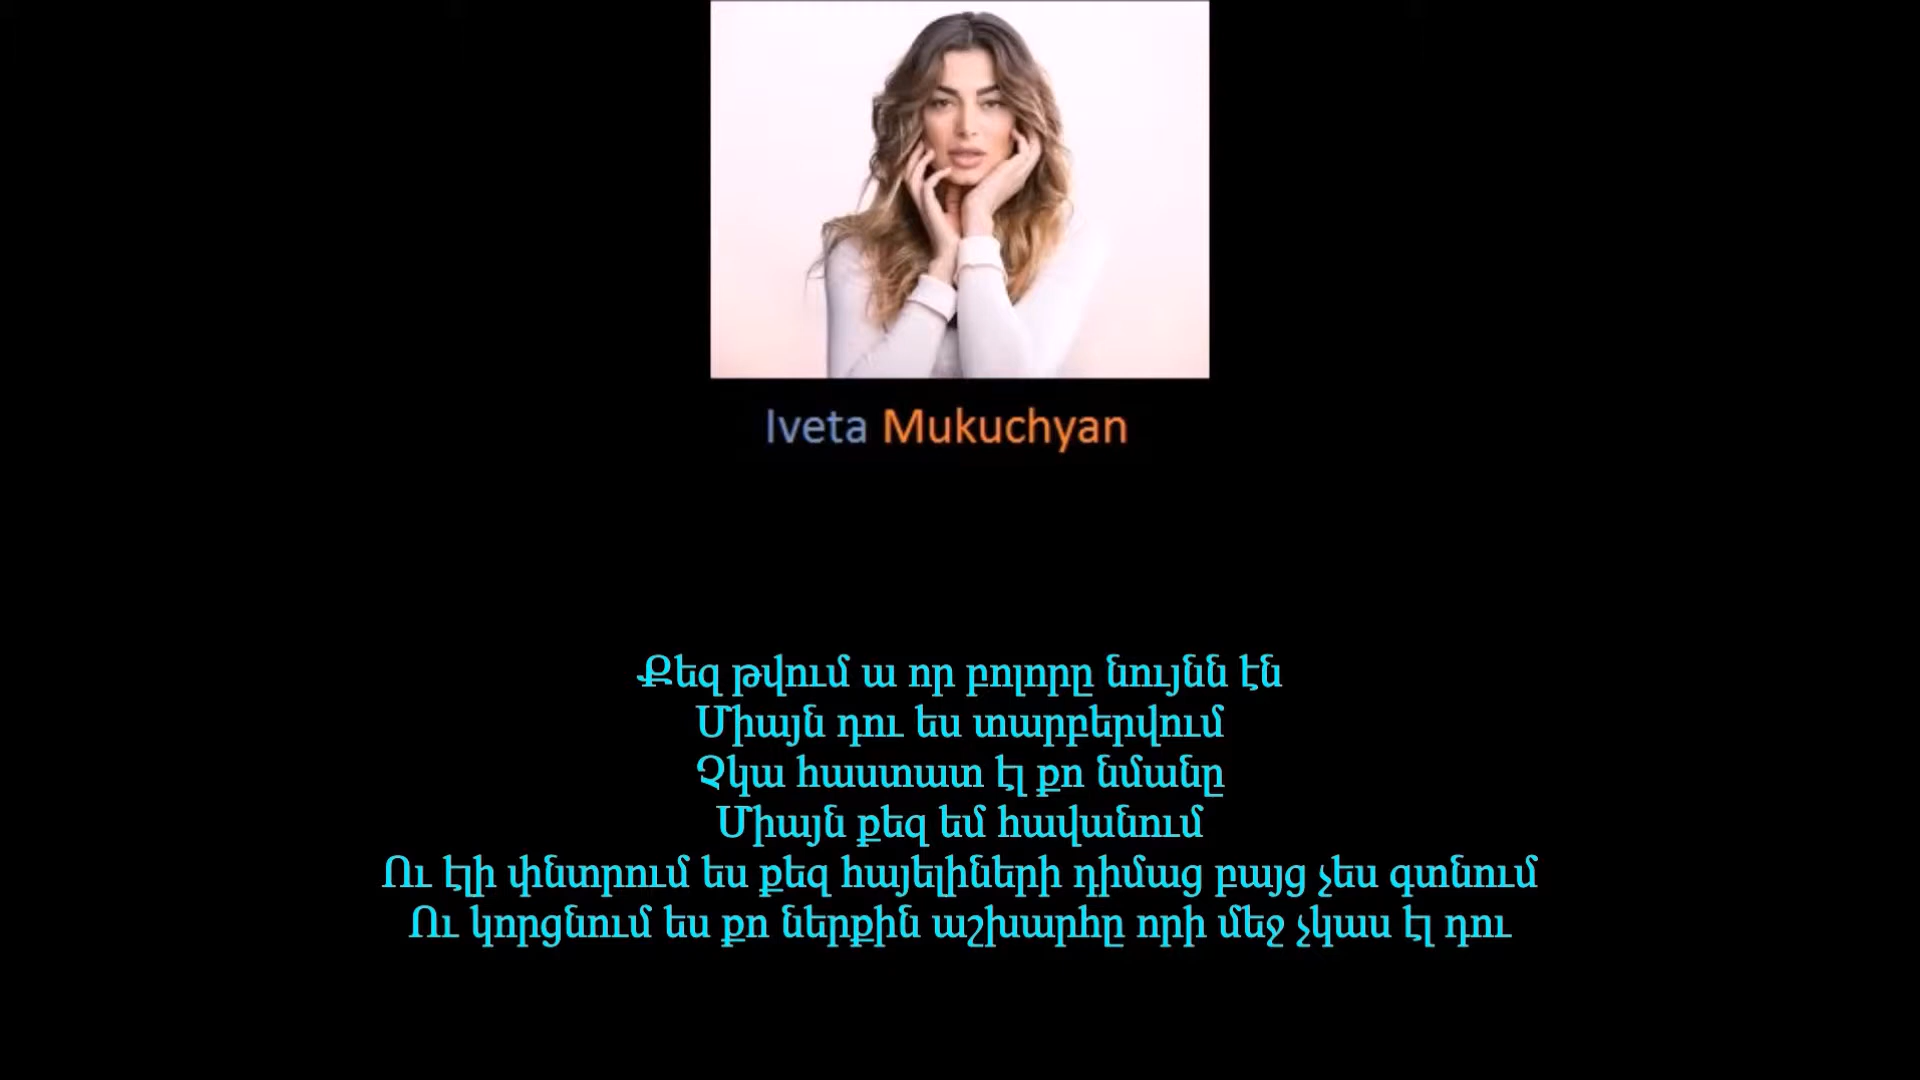 Iveta Mukuchyan
Քեզ թվում ա որ բոլորը նույնն էն
Միայն դու ես տարբերվում
Չկա հաստատ էլ քո նմանը
Միայն քեզ եմ հավանում
Ու էլի փնտրում ես քեզ հայելիների դիմաց բայց չես գտնում
Ու կորցնում ես քո ներքին աշխարհը որի մեջ չկաս էլ դու